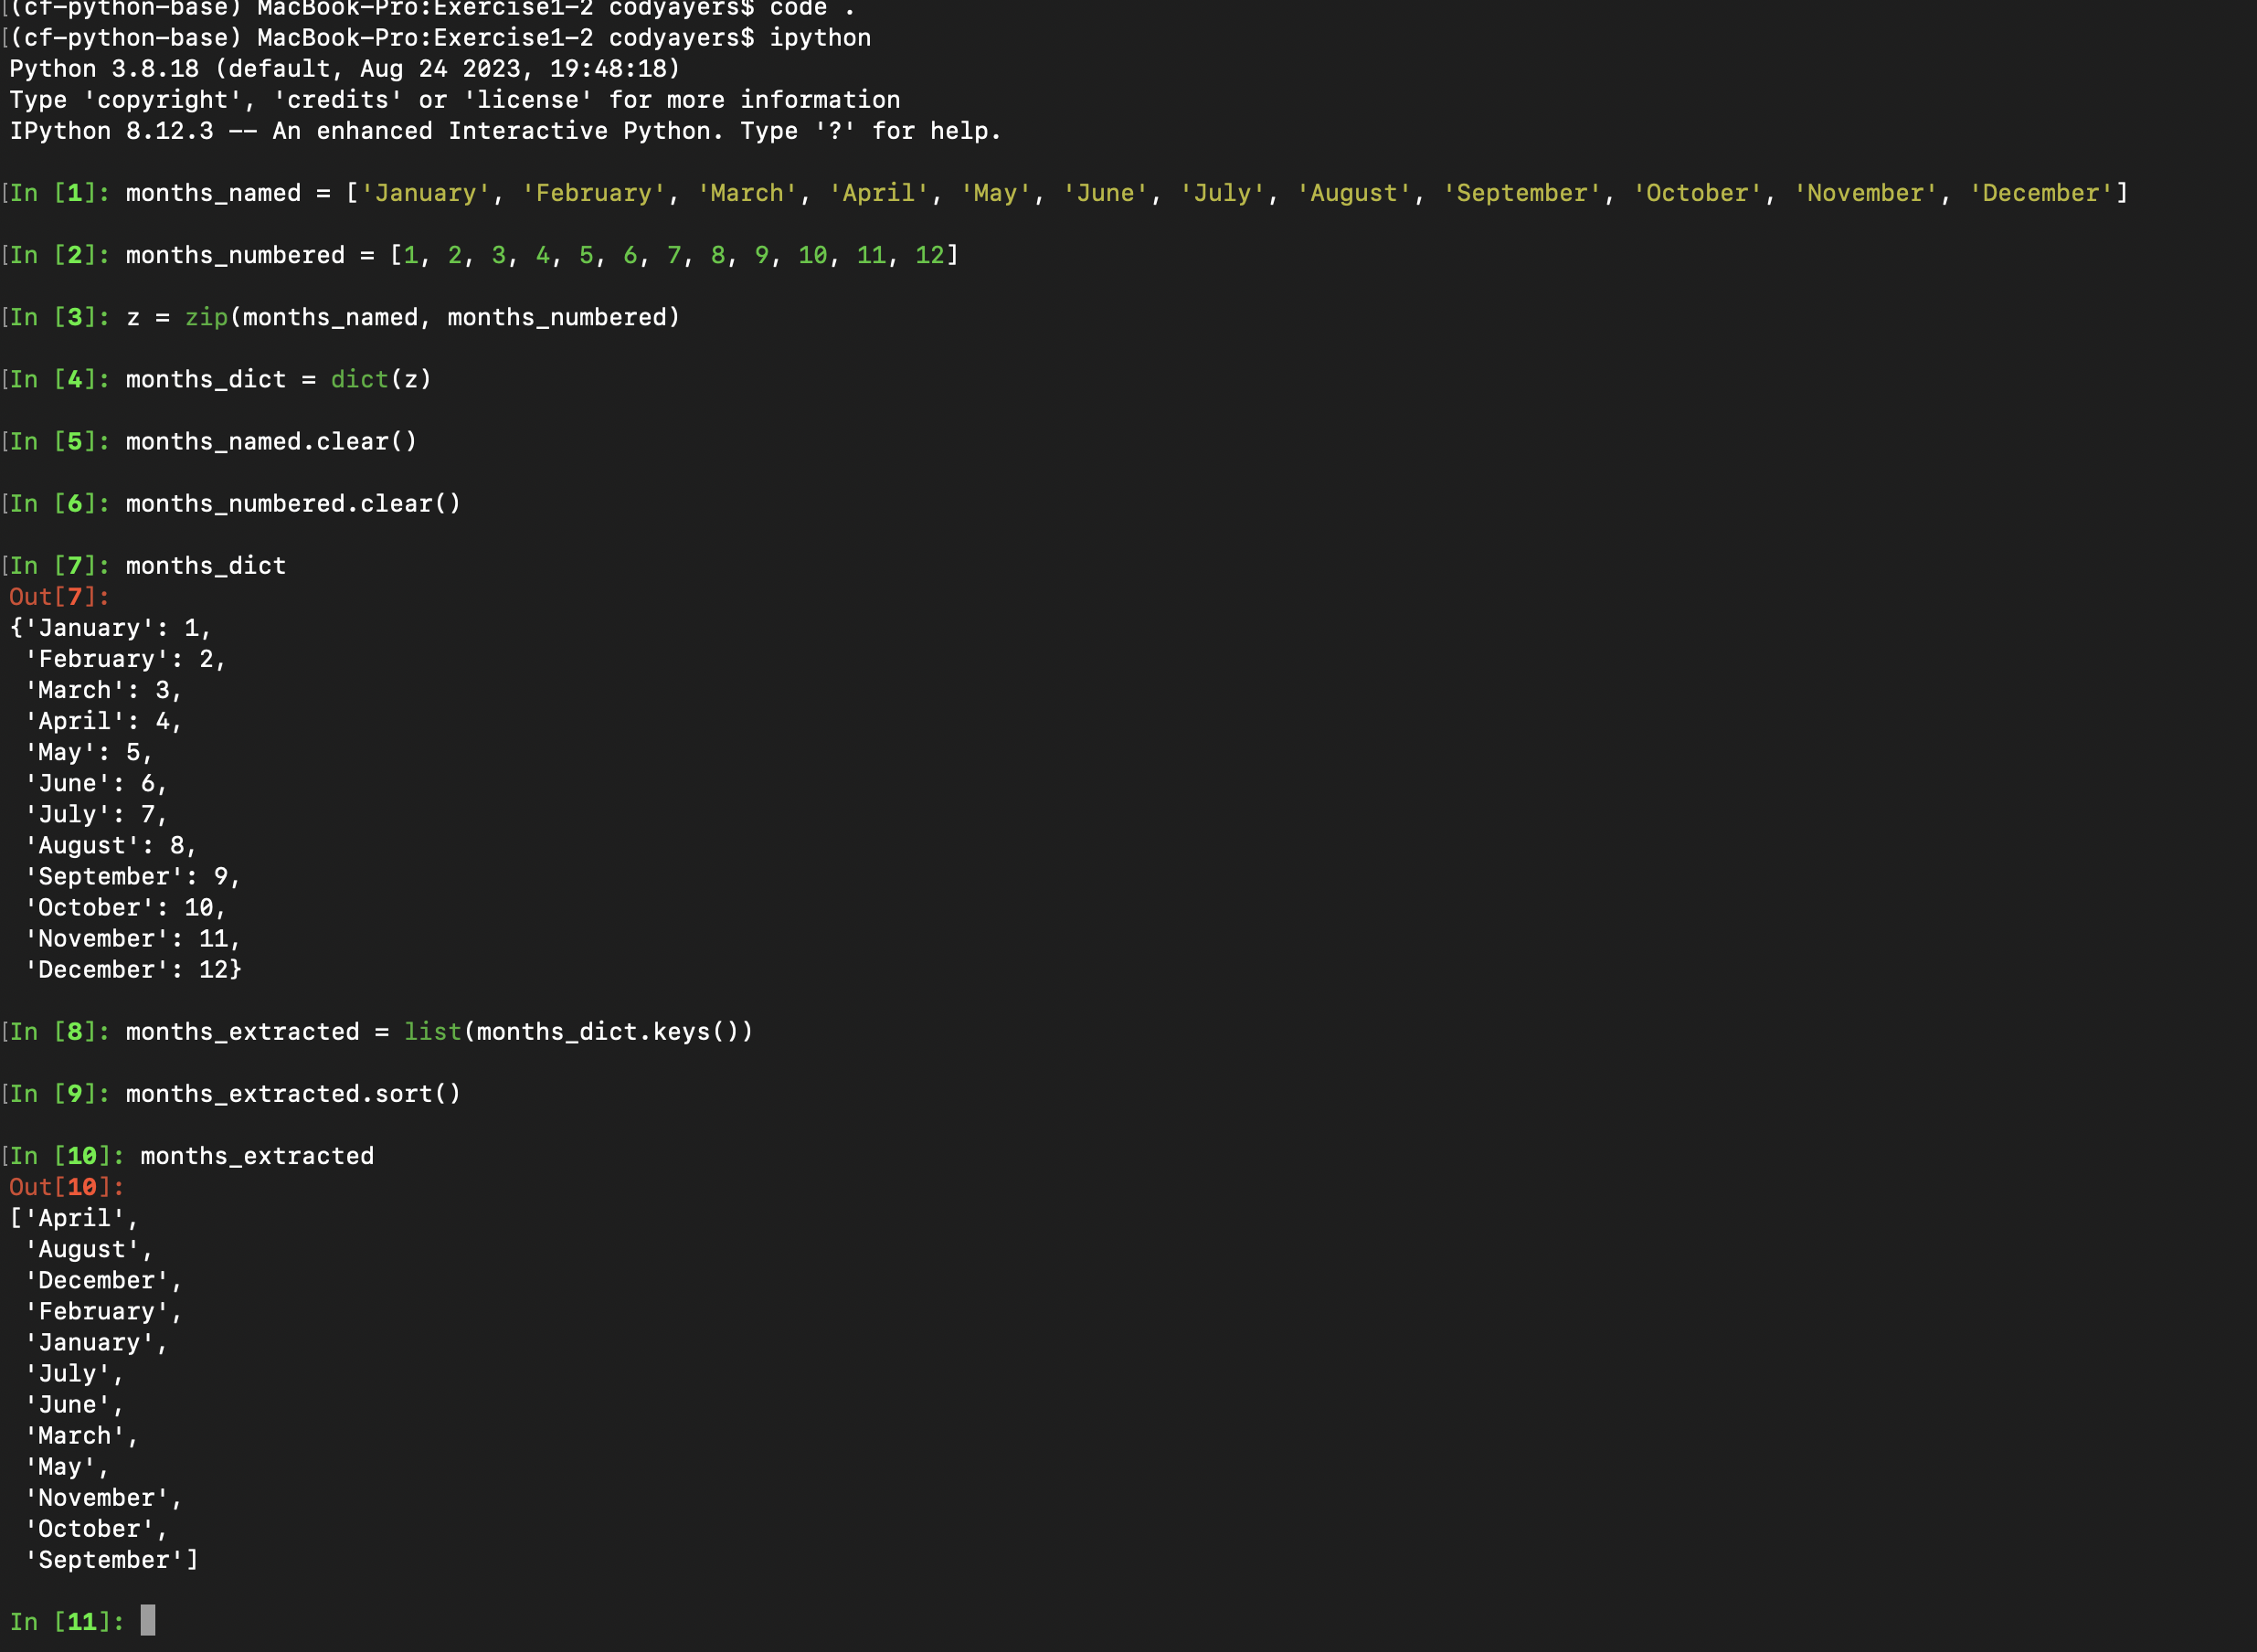 [(cf-python-base) MacBook-Pro:Exercise1-2 codyayers$ code .
[(cf-python-base) MacBook-Pro:Exercise1-2 codyayers$ ipython
Python 3.8.18 (default, Aug 24 2023, 19:48:18)
Type 'copyright', 'credits' or 'license' for more information
IPython 8.12.3 -- An enhanced Interactive Python. Type '?' for help.
[In [1]: months_named = ['January', 'February', 'March', 'April', 'May', 'June', 'July', 'August', 'September', 'October', 'November', 'December']
[In [2]: months_numbered = [1, 2, 3, 4, 5, 6, 7, 8, 9, 10, 11, 12]
[In [3]: z = zip(months_named, months_numbered)
[In [4]: months_dict = dict(z)
[In [5]: months_named.clear()
[In [6]: months_numbered.clear()
[In [7]: months_dict
Out[7]:
{'January': 1,
 'February': 2,
 'March': 3,
 'April': 4,
 'May': 5,
 'June': 6,
 'July': 7,
 'August': 8,
 'September': 9,
 'October': 10,
 'November': 11,
 'December': 12}
[In [8]: months_extracted = list(months_dict.keys())
[In [9]: months_extracted.sort()
[In [10]: months_extracted
Out[10]:
['April',
 'August',
 'December',
 'February',
 'January',
 'July',
 'June',
 'March',
 'May',
 'November',
 'October',
 'September']
In [11]: